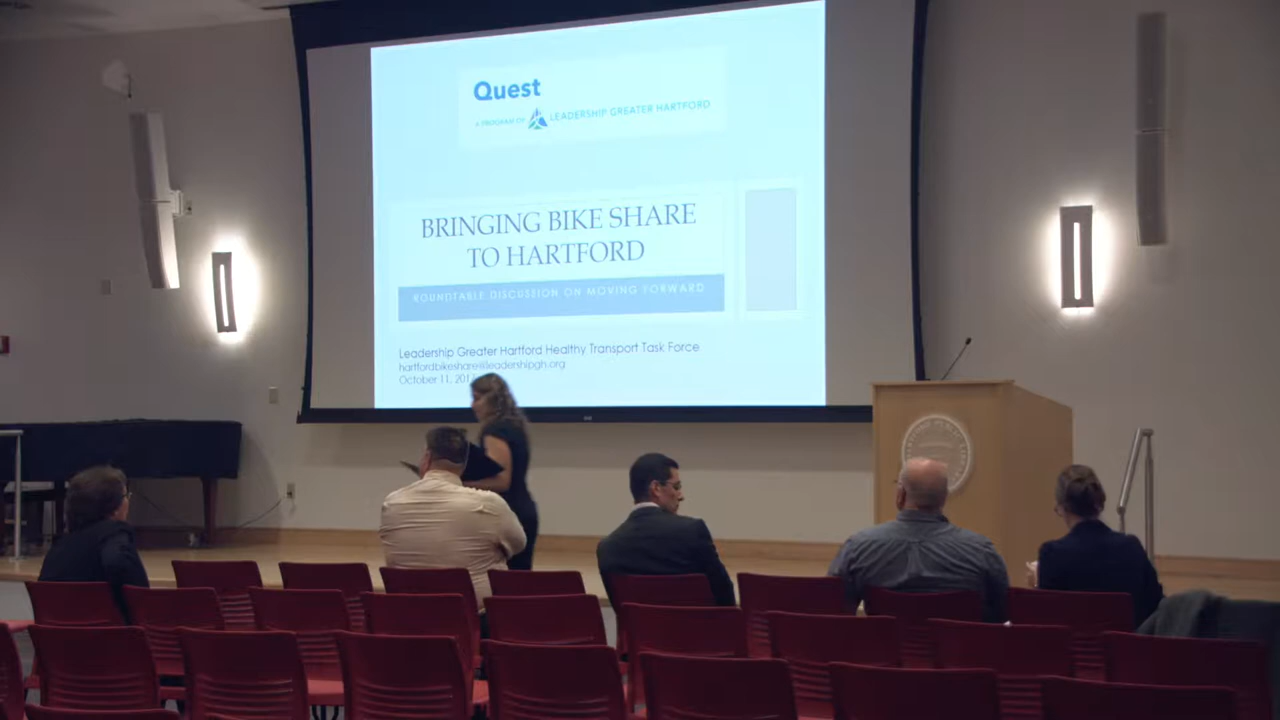 Quest
A PROGRAM OF LEADERSHIP GREATER HARTFORD
BRINGING BIKE SHARE
TO HARTFORD
ROUNDTABLE DISCUSSION ON MOVING FORWARD
Leadership Greater Hartford Healthy Transport Task Force
hartfordbikeshare@leadershipgh.org
October 11, 201